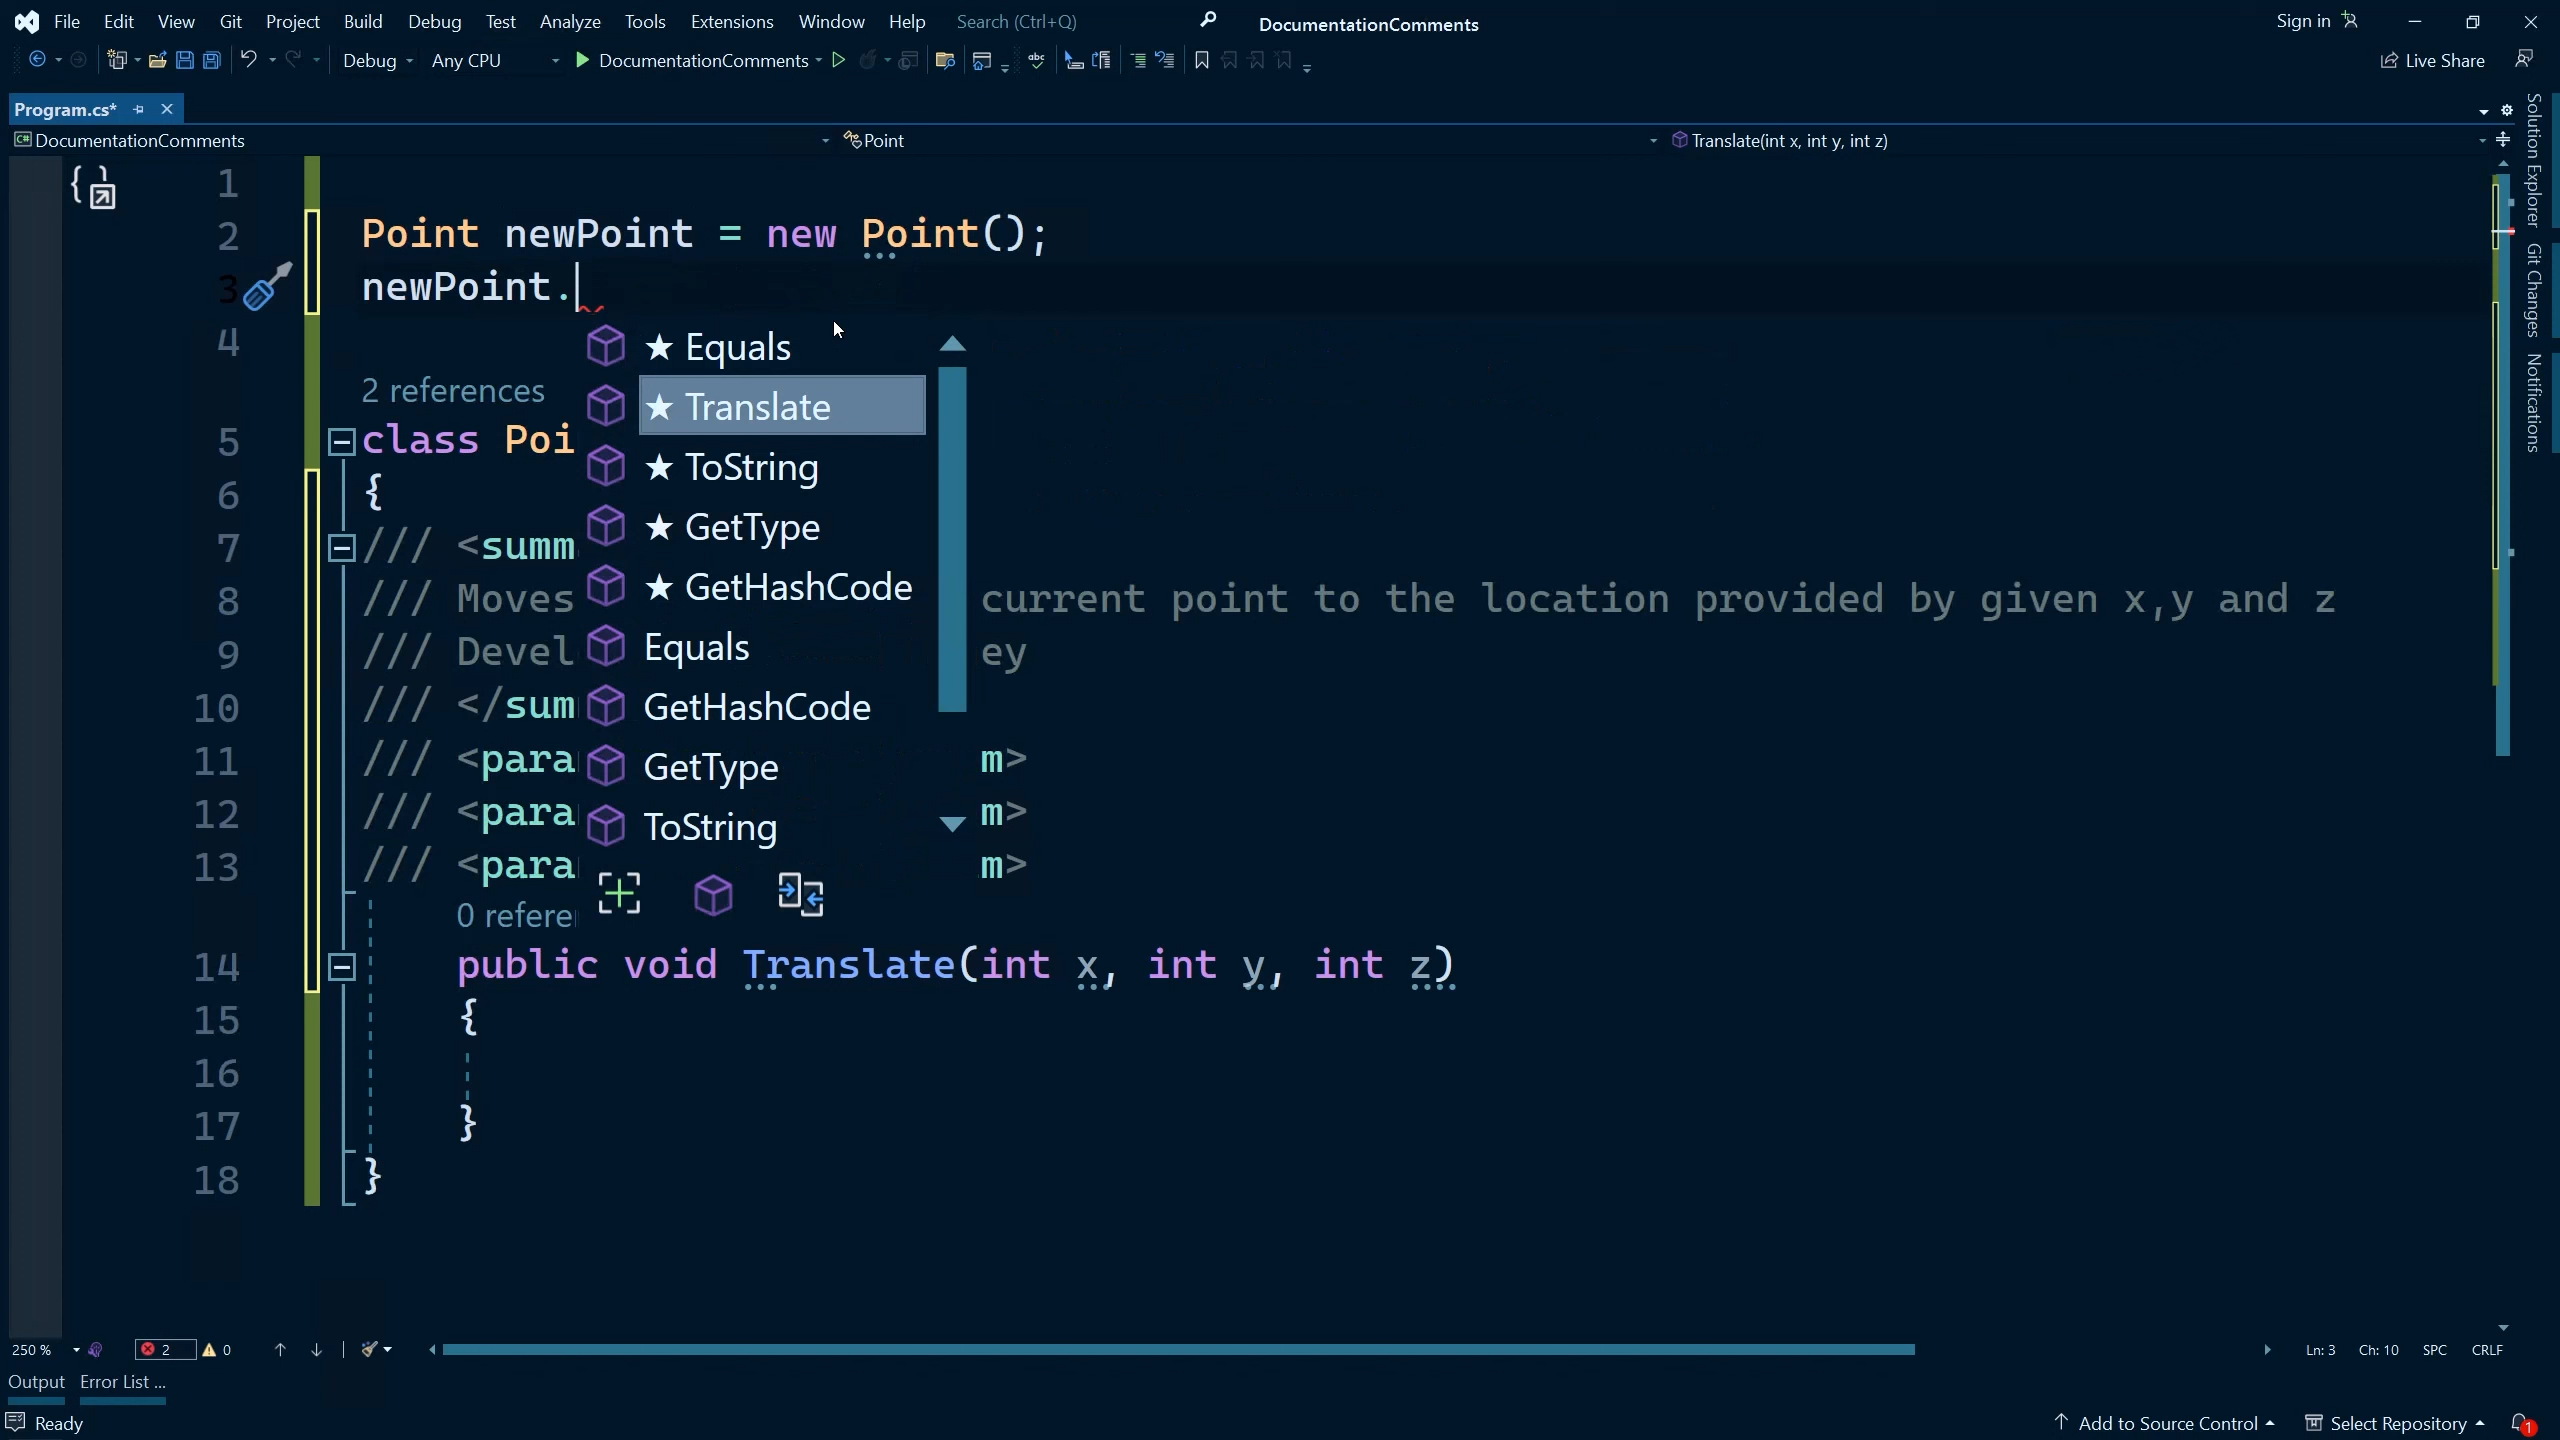 File Edit View Git Project Build Debug Test Analyze Tools Extensions Window Help Search (Ctrl+Q) DocumentationComments Sign in
Debug Any CPU DocumentationComments Live Share
Program.cs*
DocumentationComments Point Translate(int x, int y, int z)
1
2 Point newPoint = new Point();
3 newPoint.
4
2 references
5 class Poi
6 {
7 /// <summ
8 /// Moves current point to the location provided by given x,y and z
9 /// Devel ey
10 /// </sum
11 /// <para m>
12 /// <para m>
13 /// <para m>
0 refere
14 public void Translate(int x, int y, int z)
15 {
16
17 }
18 }
★ Equals
★ Translate
★ ToString
★ GetType
★ GetHashCode
Equals
GetHashCode
GetType
ToString
Solution Explorer
Git Changes
Notifications
250 % 2 0 Ln: 3 Ch: 10 SPC CRLF
Output Error List ...
Ready Add to Source Control Select Repository 1